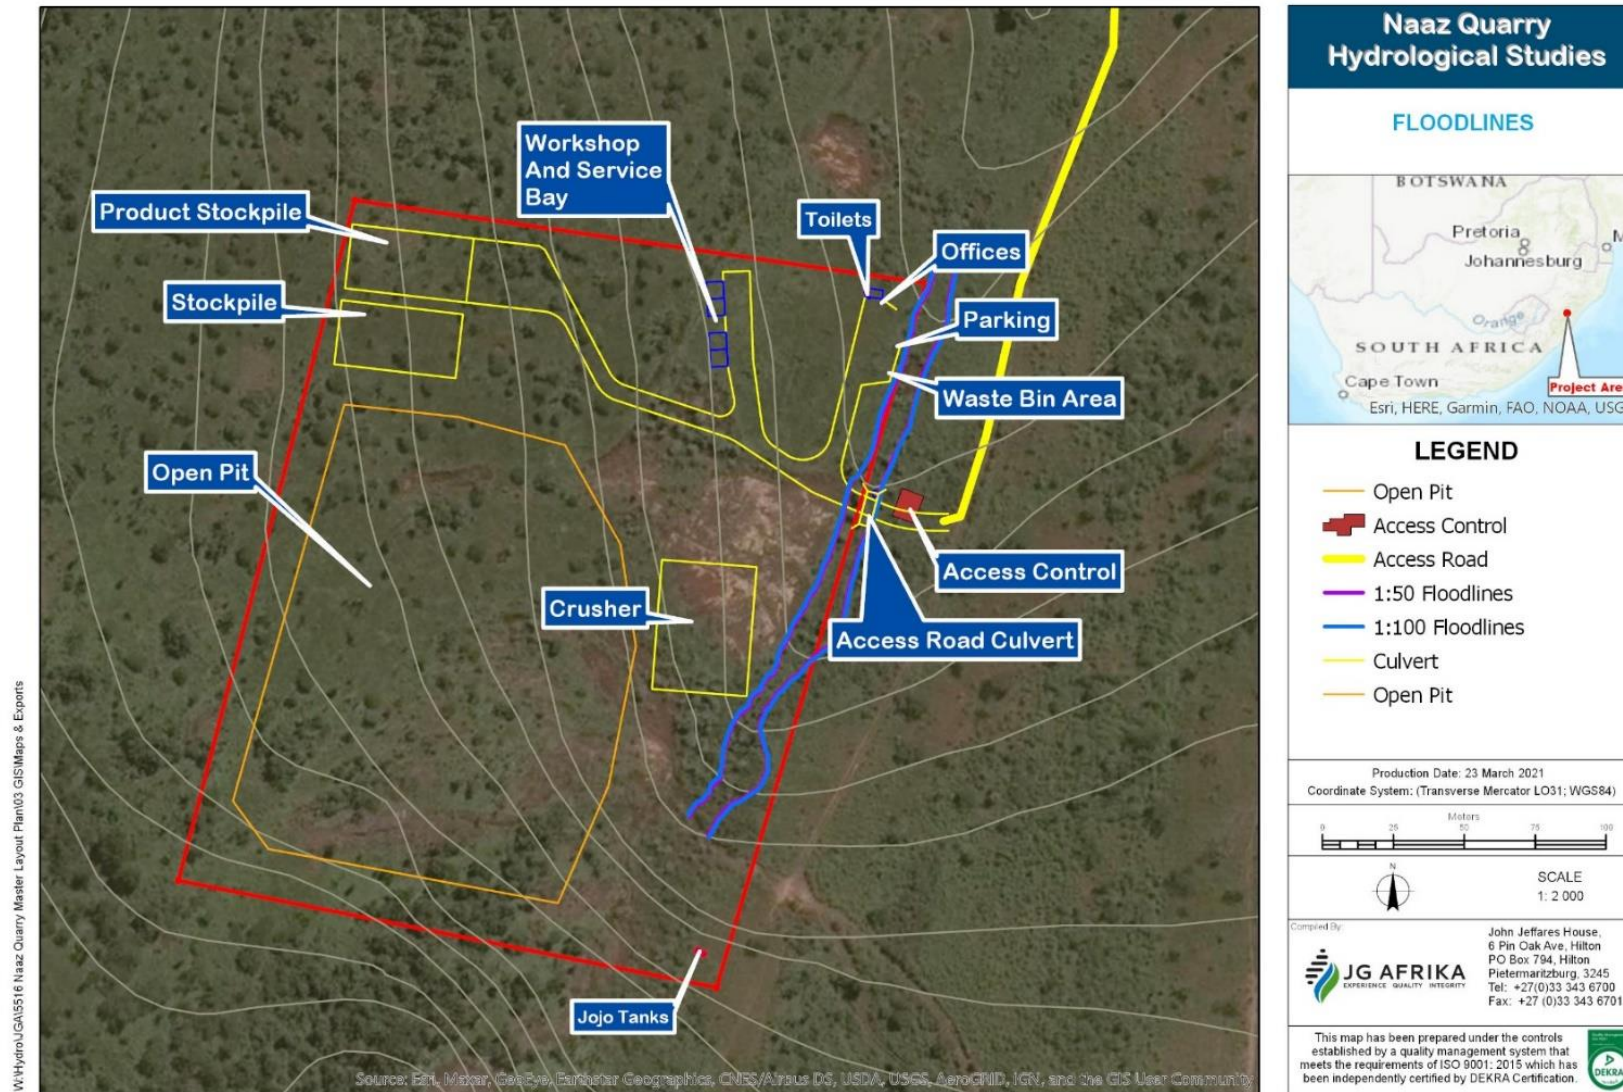 W:\Hydro\JGA\5516 Naaz Quarry Master Layout Plan\03 GIS\Maps & Exports
Product Stockpile
Stockpile
Open Pit
Workshop
And Service
Bay
Toilets
Offices
Parking
Waste Bin Area
Access Control
Access Road Culvert
Crusher
Jojo Tanks
Source: Esri, Maxar, GeoEye, Earthstar Geographics, CNES/Airbus DS, USDA, USGS, AeroGRID, IGN, and the GIS User Community
Naaz Quarry
Hydrological Studies
FLOODLINES
BOTSWANA
Pretoria
M
Johannesburg
Orange
SOUTH AFRICA
Cape Town
Project Are
Esri, HERE, Garmin, FAO, NOAA, USG
LEGEND
Open Pit
Access Control
Access Road
1:50 Floodlines
1:100 Floodlines
Culvert
Open Pit
Production Date: 23 March 2021
Coordinate System: (Transverse Mercator LO31; WGS84)
Meters
0 25 50 75 100
N
SCALE
1: 2 000
Compiled By:
JG AFRIKA
EXPERIENCE QUALITY INTEGRITY
John Jeffares House,
6 Pin Oak Ave, Hilton
PO Box 794, Hilton
Pietermaritzburg, 3245
Tel: +27(0)33 343 6700
Fax: +27 (0)33 343 6701
This map has been prepared under the controls
established by a quality management system that
meets the requirements of ISO 9001: 2015 which has
been independently certified by DEKRA Certification.
DEKRA